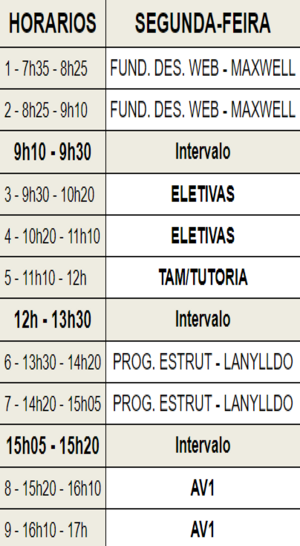 HORARIOS SEGUNDA-FEIRA
1 - 7h35 - 8h25 FUND. DES. WEB - MAXWELL
2 - 8h25 - 9h10 FUND. DES. WEB - MAXWELL
9h10 - 9h30 Intervalo
3 - 9h30 - 10h20 ELETIVAS
4 - 10h20 - 11h10 ELETIVAS
5 - 11h10 - 12h TAM/TUTORIA
12h - 13h30 Intervalo
6 - 13h30 - 14h20 PROG. ESTRUT - LANYLLDO
7 - 14h20 - 15h05 PROG. ESTRUT - LANYLLDO
15h05 - 15h20 Intervalo
8 - 15h20 - 16h10 AV1
9 - 16h10 - 17h AV1